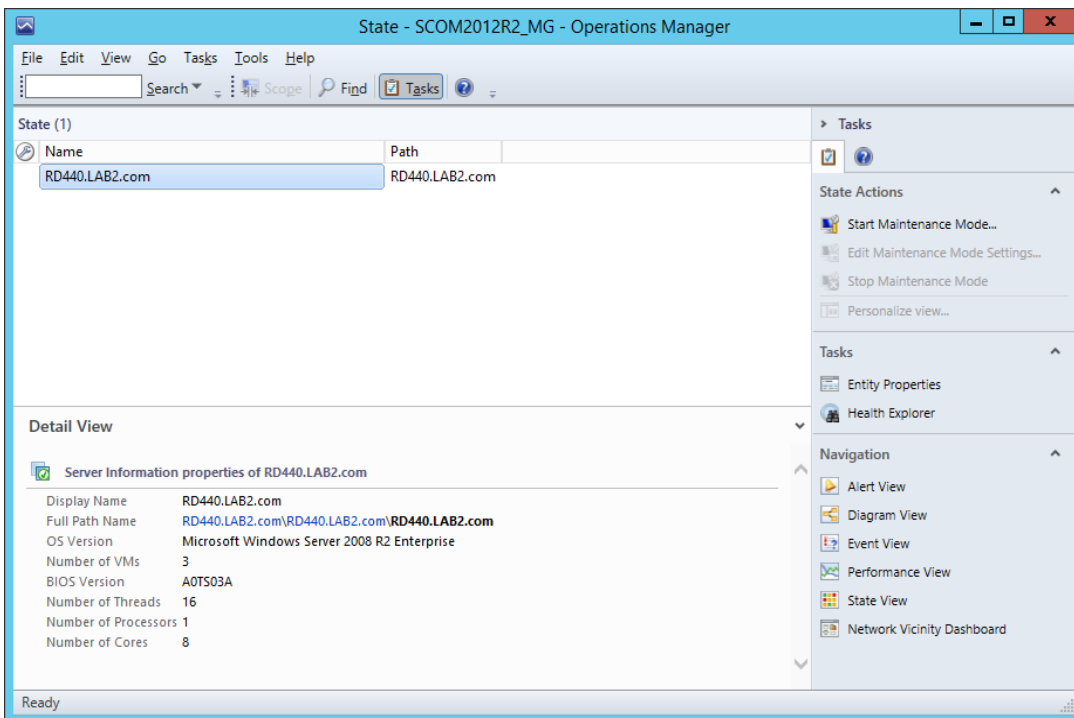 State - SCOM2012R2_MG - Operations Manager
File Edit View Go Tasks Tools Help
Search Scope Find Tasks
State (1)
Name Path
RD440.LAB2.com RD440.LAB2.com
Detail View
Server Information properties of RD440.LAB2.com
Display Name RD440.LAB2.com
Full Path Name RD440.LAB2.com\RD440.LAB2.com\RD440.LAB2.com
OS Version Microsoft Windows Server 2008 R2 Enterprise
Number of VMs 3
BIOS Version A0TS03A
Number of Threads 16
Number of Processors 1
Number of Cores 8
Tasks
State Actions
Start Maintenance Mode...
Edit Maintenance Mode Settings...
Stop Maintenance Mode
Personalize view...
Tasks
Entity Properties
Health Explorer
Navigation
Alert View
Diagram View
Event View
Performance View
State View
Network Vicinity Dashboard
Ready